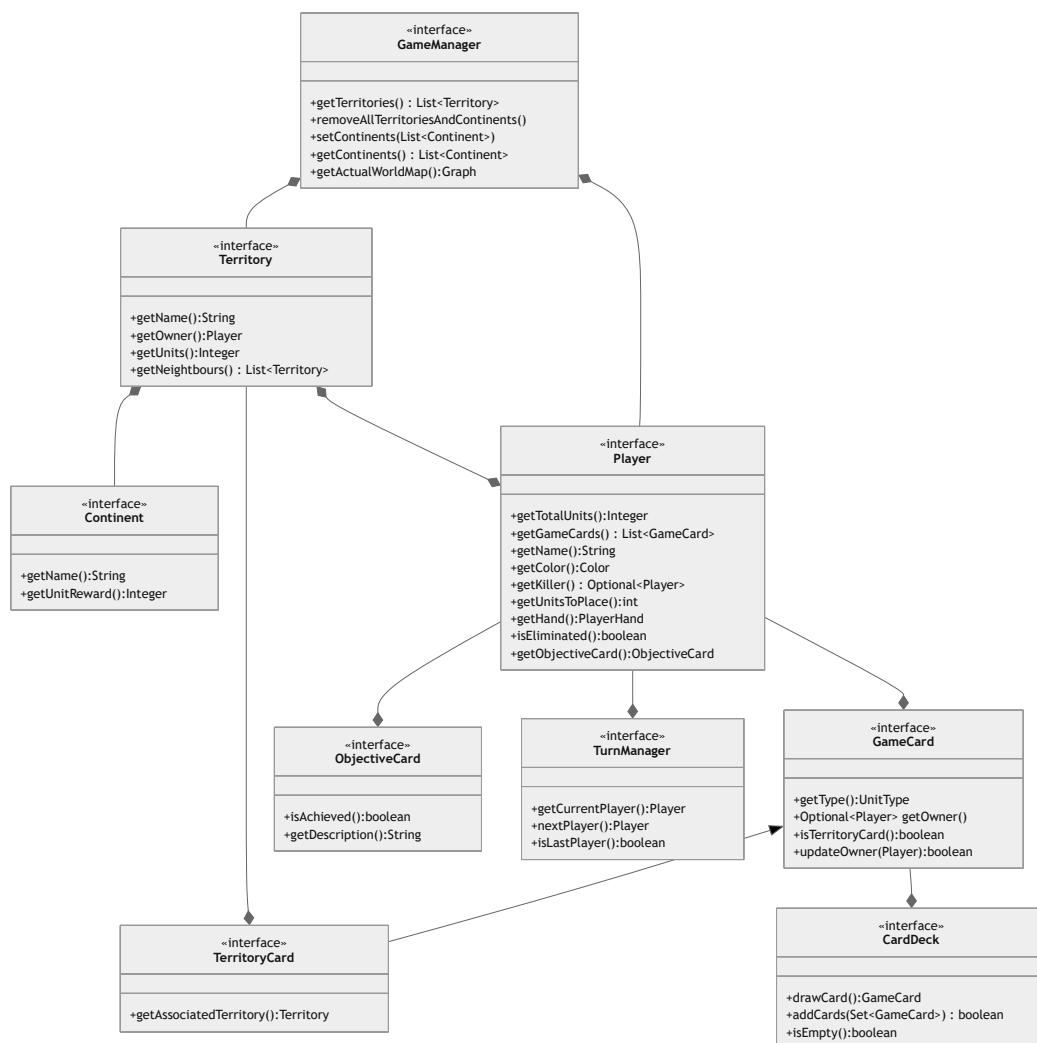 «interface»
GameManager
+getTerritories() : List<Territory>
+removeAllTerritoriesAndContinents()
+setContinents(List<Continent>)
+getContinents() : List<Continent>
+getActualWorldMap():Graph
«interface»
Territory
+getName():String
+getOwner():Player
+getUnits():Integer
+getNeightbours() : List<Territory>
«interface»
Player
+getTotalUnits():Integer
+getGameCards() : List<GameCard>
+getName():String
+getColor():Color
+getKiller() : Optional<Player>
+getUnitsToPlace():int
+getHand():PlayerHand
+isEliminated():boolean
+getObjectiveCard():ObjectiveCard
«interface»
Continent
+getName():String
+getUnitReward():Integer
«interface»
ObjectiveCard
+isAchieved():boolean
+getDescription():String
«interface»
TurnManager
+getCurrentPlayer():Player
+nextPlayer():Player
+isLastPlayer():boolean
«interface»
GameCard
+getType():UnitType
+Optional<Player> getOwner()
+isTerritoryCard():boolean
+updateOwner(Player):boolean
«interface»
TerritoryCard
+getAssociatedTerritory():Territory
«interface»
CardDeck
+drawCard():GameCard
+addCards(Set<GameCard>) : boolean
+isEmpty():boolean